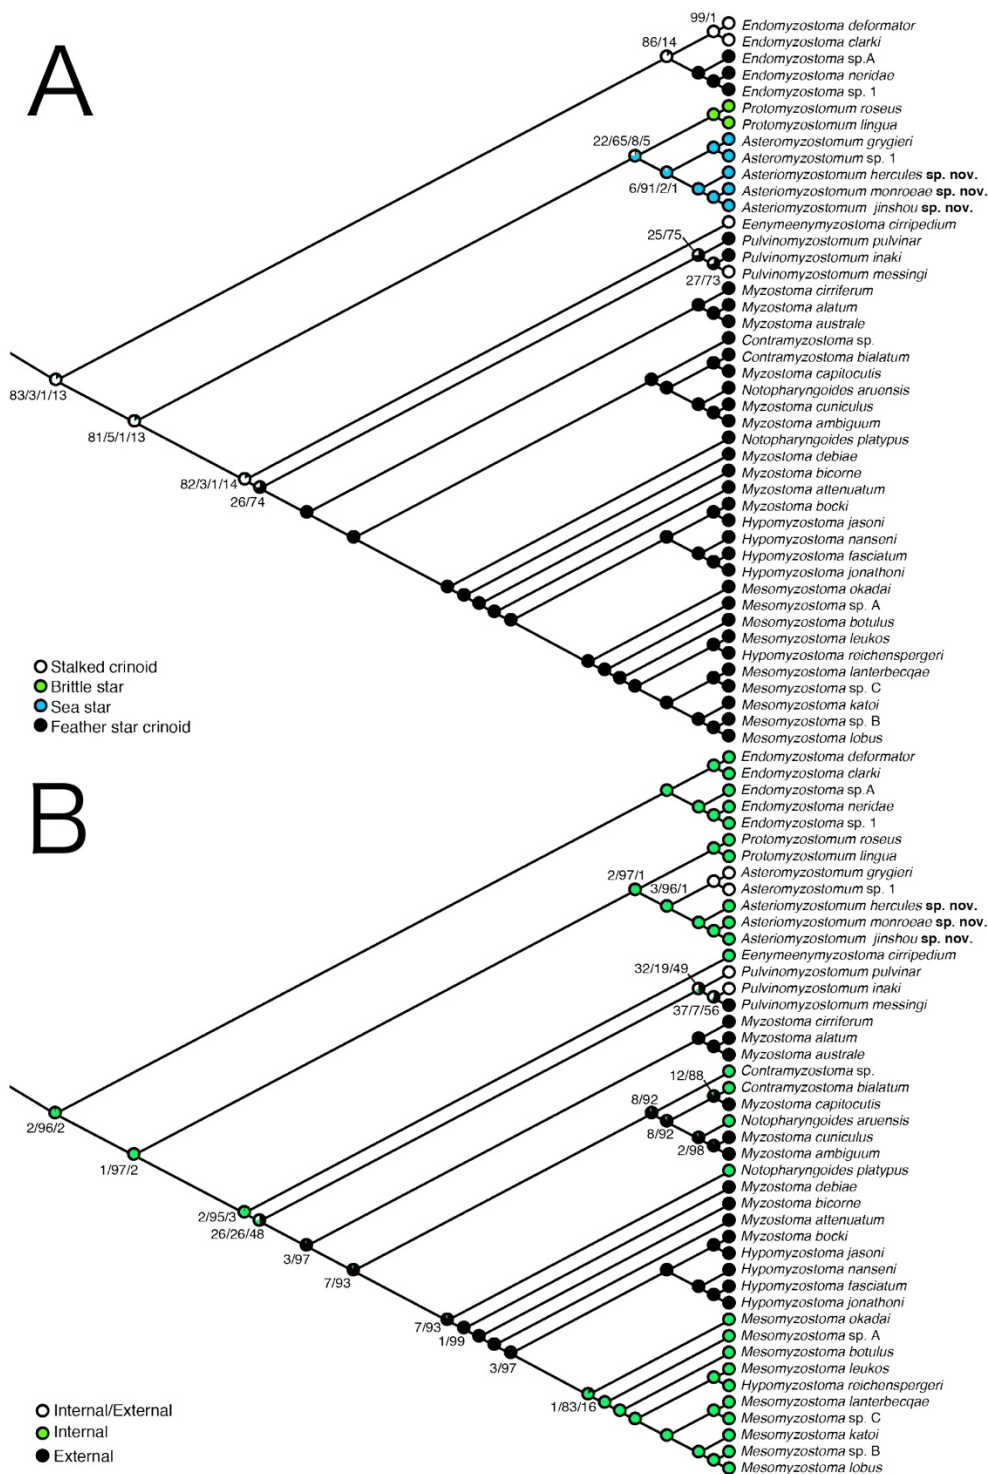 A
99/1
86/14
Endomyzostoma deformator
Endomyzostoma clarki
Endomyzostoma sp.A
Endomyzostoma neridae
Endomyzostoma sp. 1
Protomyzostomum roseus
Protomyzostomum lingua
22/65/8/5
Asteromyzostomum grygieri
Asteromyzostomum sp. 1
6/91/2/1
Asteriomyzostomum hercules sp. nov.
Asteriomyzostomum monroeae sp. nov.
Asteriomyzostomum jinshou sp. nov.
Eenymeenymyzostoma cirripedium
25/75
Pulvinomyzostomum pulvinar
Pulvinomyzostomum inaki
27/73
Pulvinomyzostomum messingi
Myzostoma cirriferum
Myzostoma alatum
Myzostoma australe
Contramyzostoma sp.
Contramyzostoma bialatum
Myzostoma capitocutis
Notopharyngoides aruensis
Myzostoma cuniculus
Myzostoma ambiguum
83/3/1/13
81/5/1/13
82/3/1/14
26/74
Notopharyngoides platypus
Myzostoma debiae
Myzostoma bicorne
Myzostoma attenuatum
Myzostoma bocki
Hypomyzostoma jasoni
Hypomyzostoma nanseni
Hypomyzostoma fasciatum
Hypomyzostoma jonathoni
Mesomyzostoma okadai
Mesomyzostoma sp. A
Mesomyzostoma botulus
Mesomyzostoma leukos
Hypomyzostoma reichenspergeri
Mesomyzostoma lanterbecqae
Mesomyzostoma sp. C
Mesomyzostoma katoi
Mesomyzostoma sp. B
Mesomyzostoma lobus
Stalked crinoid
Brittle star
Sea star
Feather star crinoid
B
Endomyzostoma deformator
Endomyzostoma clarki
Endomyzostoma sp.A
Endomyzostoma neridae
Endomyzostoma sp. 1
Protomyzostomum roseus
Protomyzostomum lingua
2/97/1
3/96/1
Asteromyzostomum grygieri
Asteromyzostomum sp. 1
Asteriomyzostomum hercules sp. nov.
Asteriomyzostomum monroeae sp. nov.
Asteriomyzostomum jinshou sp. nov.
Eenymeenymyzostoma cirripedium
32/19/49
Pulvinomyzostomum pulvinar
Pulvinomyzostomum inaki
37/7/56
Pulvinomyzostomum messingi
Myzostoma cirriferum
Myzostoma alatum
Myzostoma australe
Contramyzostoma sp.
12/88
Contramyzostoma bialatum
8/92
Myzostoma capitocutis
Notopharyngoides aruensis
8/92
Myzostoma cuniculus
2/98
Myzostoma ambiguum
2/96/2
1/97/2
2/95/3
26/26/48
3/97
7/93
Notopharyngoides platypus
Myzostoma debiae
Myzostoma bicorne
Myzostoma attenuatum
Myzostoma bocki
Hypomyzostoma jasoni
Hypomyzostoma nanseni
Hypomyzostoma fasciatum
Hypomyzostoma jonathoni
7/93
1/99
3/97
Mesomyzostoma okadai
Mesomyzostoma sp. A
Mesomyzostoma botulus
Mesomyzostoma leukos
Hypomyzostoma reichenspergeri
1/83/16
Mesomyzostoma lanterbecqae
Mesomyzostoma sp. C
Mesomyzostoma katoi
Mesomyzostoma sp. B
Mesomyzostoma lobus
Internal/External
Internal
External